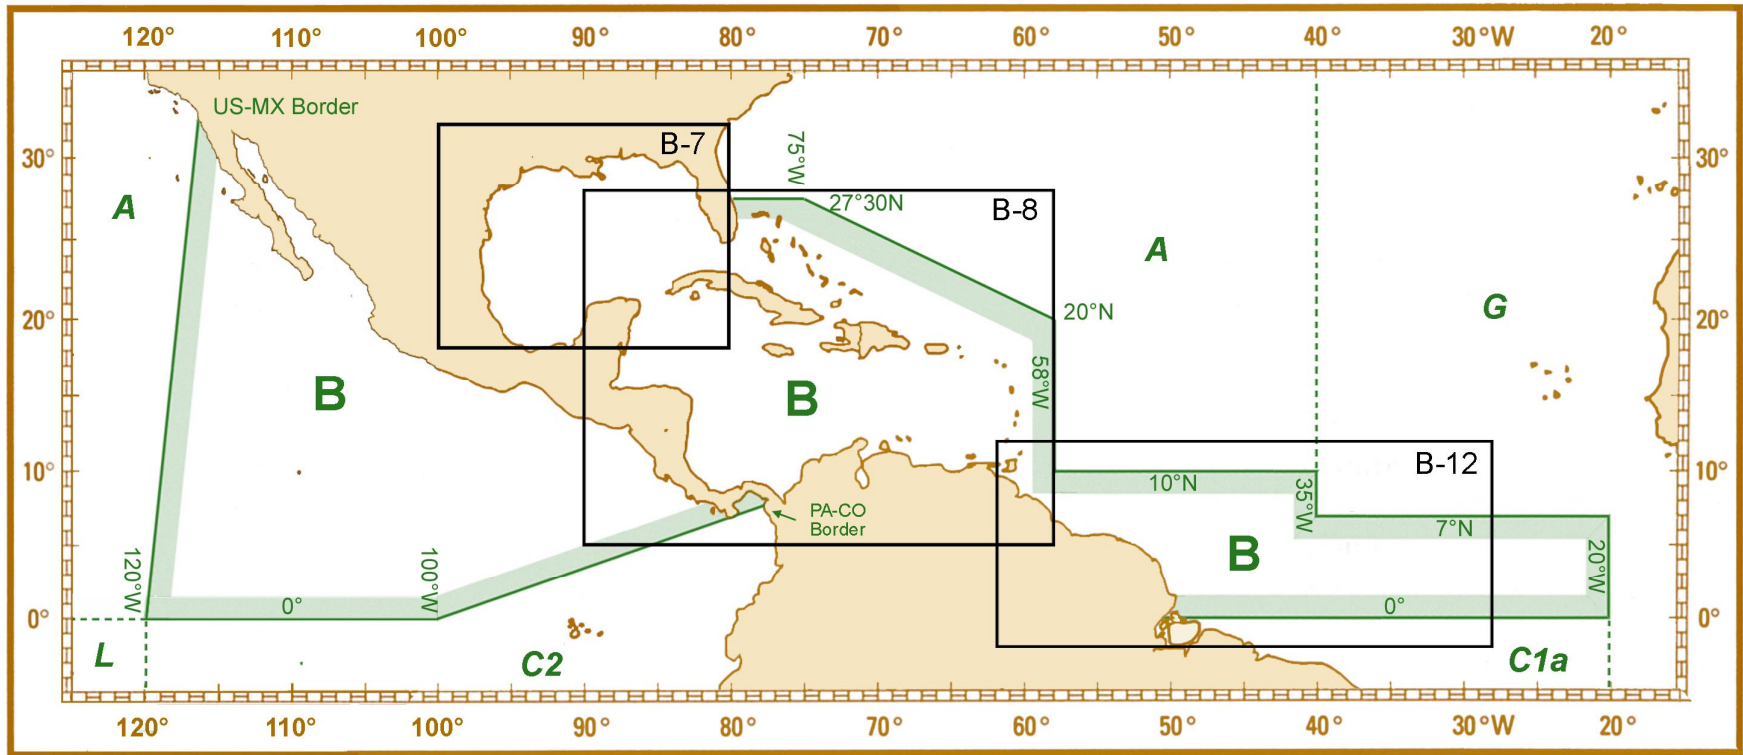 120° 110° 100° 90° 80° 70° 60° 50° 40° 30°W 20°
US-MX Border
B-7
75°W
30° 30°
A
27°30N
B-8
A
G
20° 20°N 20°
58°W
B B
B-12
10° 10°
10°N
35°W
PA-CO
Border
7°N
B
120°W 100°W 20°W
0° 0°
0° 0°
L C2 C1a
120° 110° 100° 90° 80° 70° 60° 50° 40° 30°W 20°